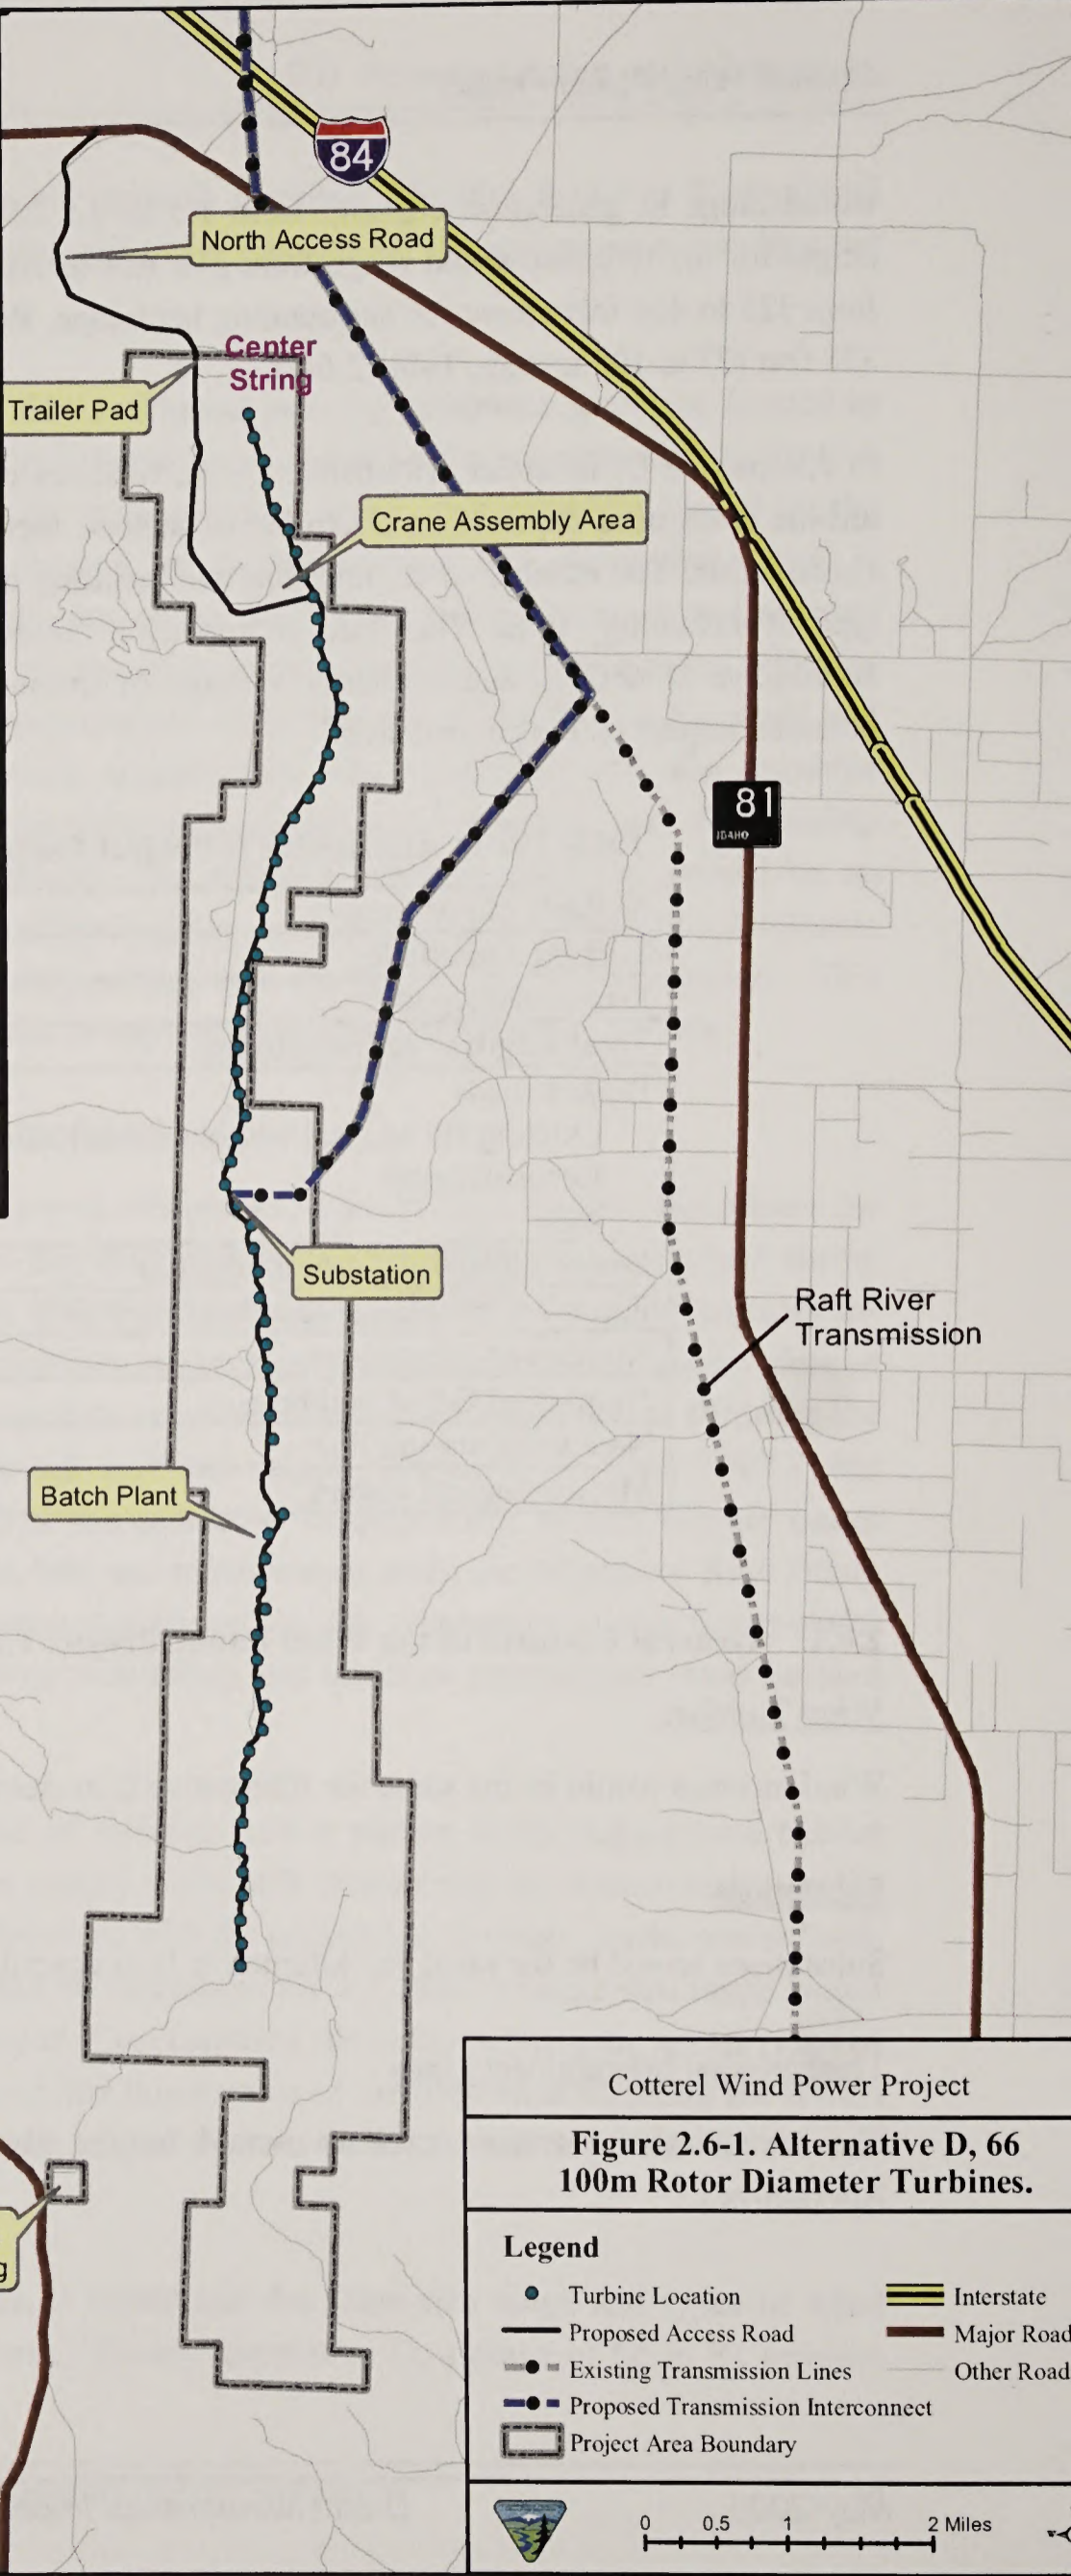 84
North Access Road
Center
String
Trailer Pad
Crane Assembly Area
81
IDAHO
Substation
Raft River
Transmission
Batch Plant
g
Cotterel Wind Power Project
Figure 2.6-1. Alternative D, 66
100m Rotor Diameter Turbines.
Legend
Turbine Location
Interstate
Proposed Access Road
Major Road
Existing Transmission Lines
Other Road
Proposed Transmission Interconnect
Project Area Boundary
0 0.5 1 2 Miles